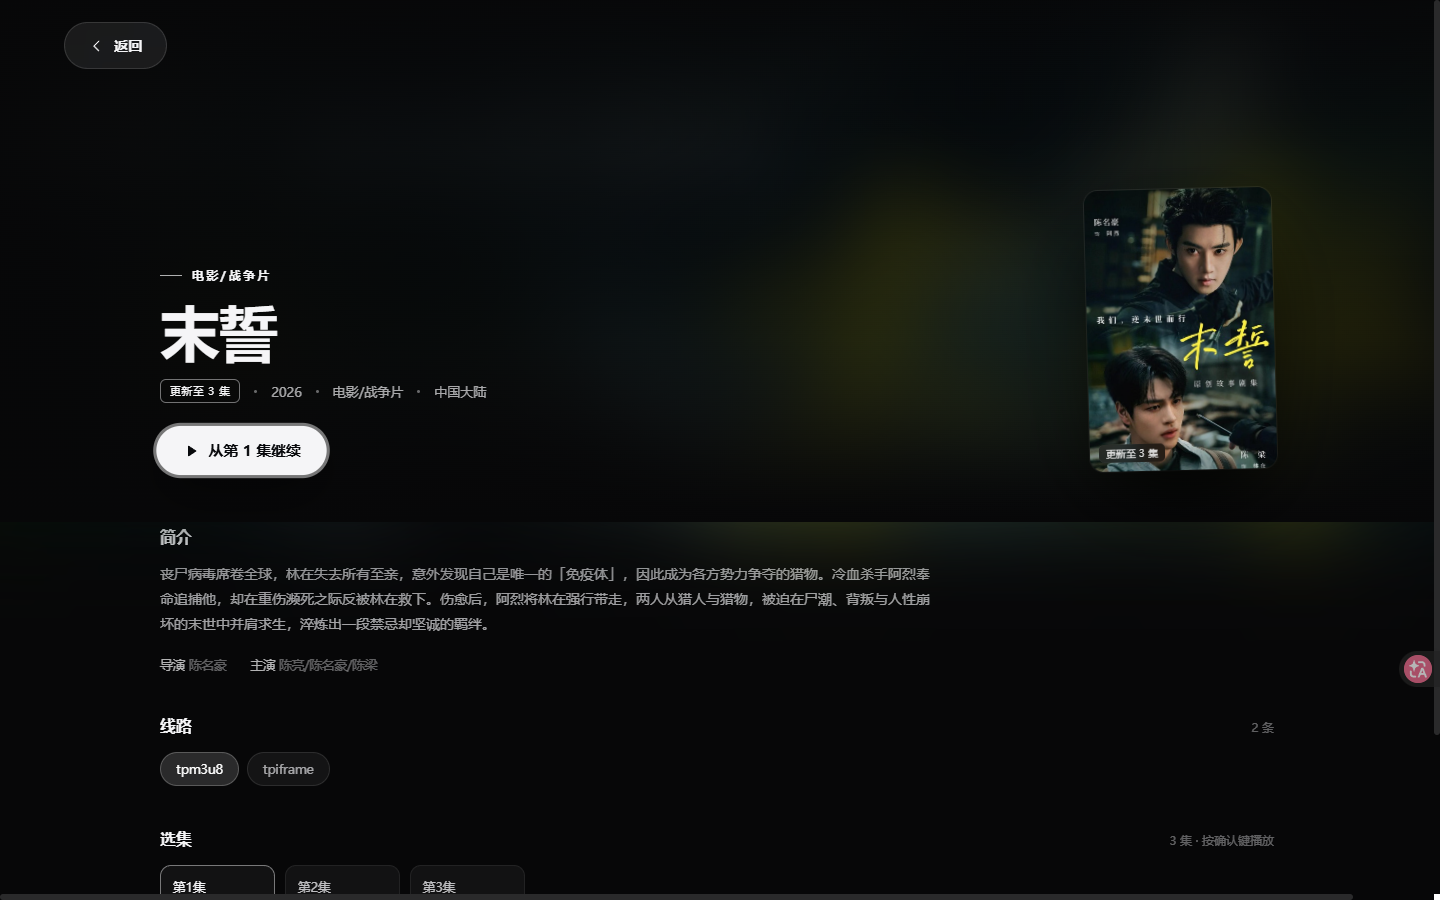 返回
电影/战争片
末誓
更新至 3 集 · 2026 · 电影/战争片 · 中国大陆
从第 1 集继续
陈名豪
我们，逆末世而行
末誓
原创故事剧集
更新至 3 集
陈 梁
简介
丧尸病毒席卷全球，林在失去所有至亲，意外发现自己是唯一的「免疫体」，因此成为各方势力争夺的猎物。冷血杀手阿烈奉
命追捕他，却在重伤濒死之际反被林在救下。伤愈后，阿烈将林在强行带走，两人从猎人与猎物，被迫在尸潮、背叛与人性崩
坏的末世中并肩求生，淬炼出一段禁忌却坚诚的羁绊。
导演 陈名豪 主演 陈亮/陈名豪/陈梁
线路
2 条
tpm3u8
tpiframe
选集
3 集 · 按确认键播放
第1集
第2集
第3集